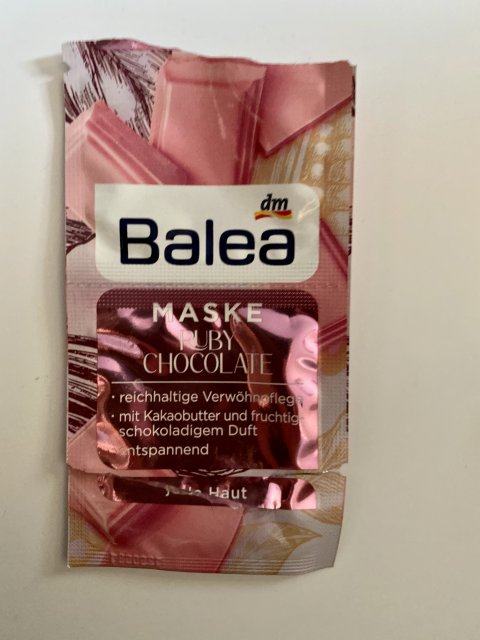 dm
Balea
MASKE
RUBY
CHOCOLATE
· reichhaltige Verwöhnpflege
· mit Kakaobutter und fruchtig-
schokoladigem Duft
entspannend
Haut